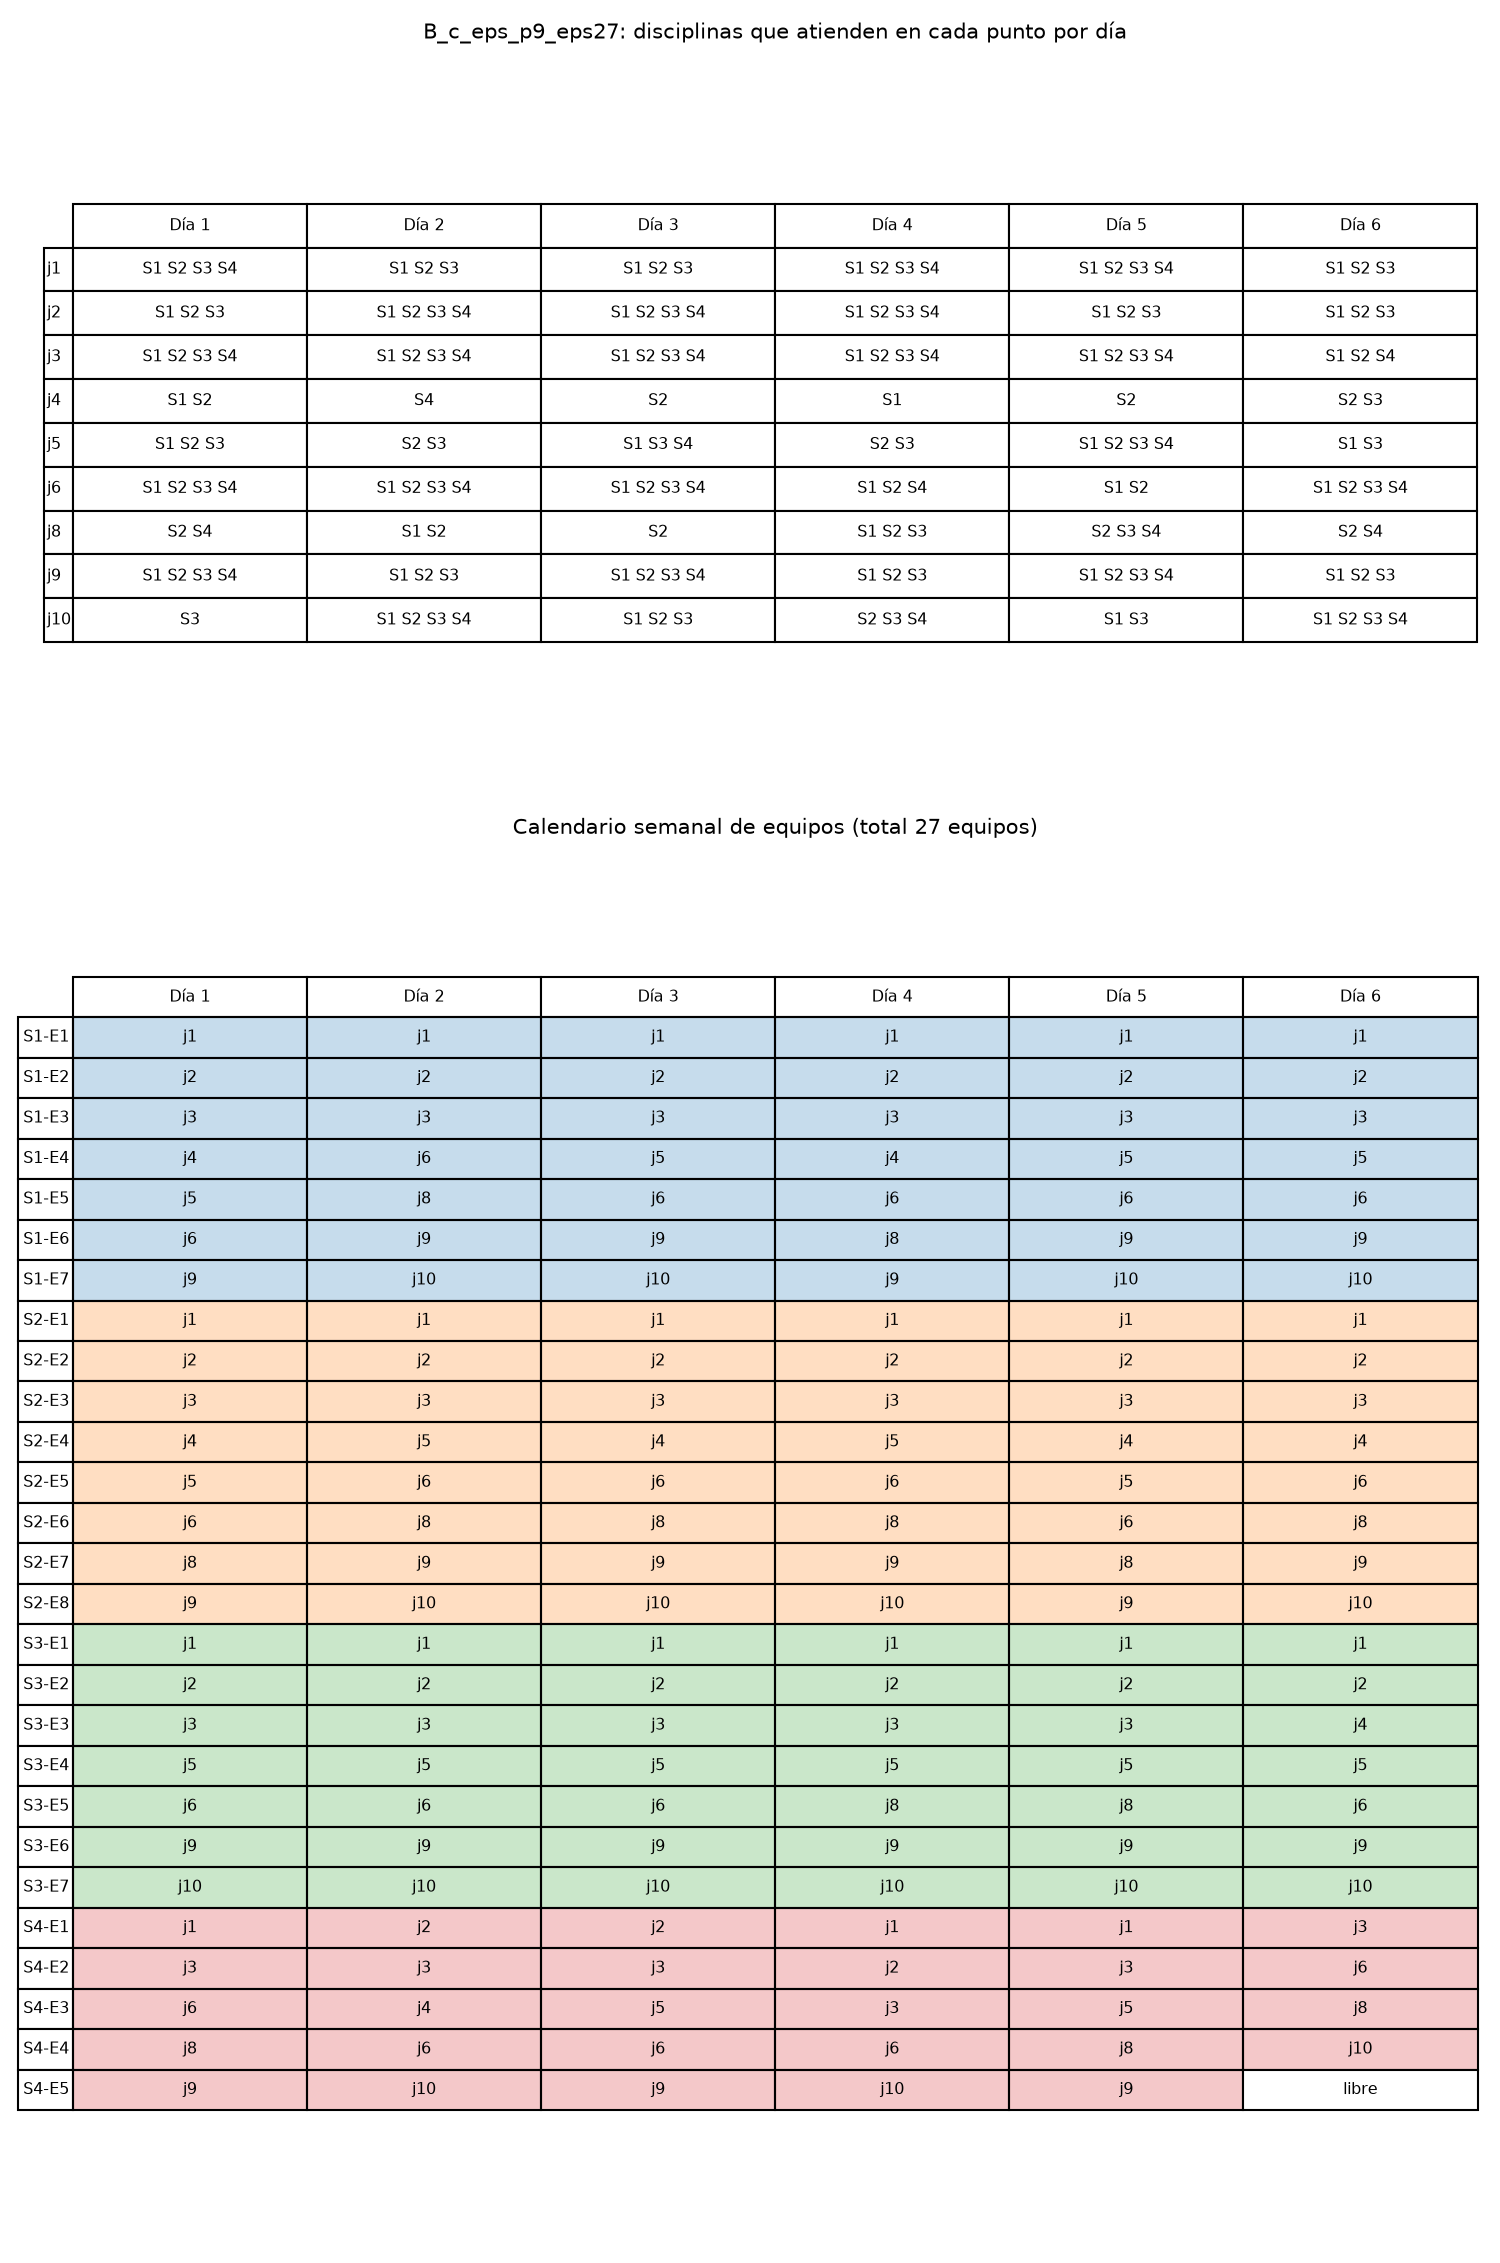 B_c_eps_p9_eps27: disciplinas que atienden en cada punto por día
Día 1 Día 2 Día 3 Día 4 Día 5 Día 6
j1 S1 S2 S3 S4 S1 S2 S3 S1 S2 S3 S1 S2 S3 S4 S1 S2 S3 S4 S1 S2 S3
j2 S1 S2 S3 S1 S2 S3 S4 S1 S2 S3 S4 S1 S2 S3 S4 S1 S2 S3 S1 S2 S3
j3 S1 S2 S3 S4 S1 S2 S3 S4 S1 S2 S3 S4 S1 S2 S3 S4 S1 S2 S3 S4 S1 S2 S4
j4 S1 S2 S4 S2 S1 S2 S2 S3
j5 S1 S2 S3 S2 S3 S1 S3 S4 S2 S3 S1 S2 S3 S4 S1 S3
j6 S1 S2 S3 S4 S1 S2 S3 S4 S1 S2 S3 S4 S1 S2 S4 S1 S2 S1 S2 S3 S4
j8 S2 S4 S1 S2 S2 S1 S2 S3 S2 S3 S4 S2 S4
j9 S1 S2 S3 S4 S1 S2 S3 S1 S2 S3 S4 S1 S2 S3 S1 S2 S3 S4 S1 S2 S3
j10 S3 S1 S2 S3 S4 S1 S2 S3 S2 S3 S4 S1 S3 S1 S2 S3 S4
Calendario semanal de equipos (total 27 equipos)
Día 1 Día 2 Día 3 Día 4 Día 5 Día 6
S1-E1 j1 j1 j1 j1 j1 j1
S1-E2 j2 j2 j2 j2 j2 j2
S1-E3 j3 j3 j3 j3 j3 j3
S1-E4 j4 j6 j5 j4 j5 j5
S1-E5 j5 j8 j6 j6 j6 j6
S1-E6 j6 j9 j9 j8 j9 j9
S1-E7 j9 j10 j10 j9 j10 j10
S2-E1 j1 j1 j1 j1 j1 j1
S2-E2 j2 j2 j2 j2 j2 j2
S2-E3 j3 j3 j3 j3 j3 j3
S2-E4 j4 j5 j4 j5 j4 j4
S2-E5 j5 j6 j6 j6 j5 j6
S2-E6 j6 j8 j8 j8 j6 j8
S2-E7 j8 j9 j9 j9 j8 j9
S2-E8 j9 j10 j10 j10 j9 j10
S3-E1 j1 j1 j1 j1 j1 j1
S3-E2 j2 j2 j2 j2 j2 j2
S3-E3 j3 j3 j3 j3 j3 j4
S3-E4 j5 j5 j5 j5 j5 j5
S3-E5 j6 j6 j6 j8 j8 j6
S3-E6 j9 j9 j9 j9 j9 j9
S3-E7 j10 j10 j10 j10 j10 j10
S4-E1 j1 j2 j2 j1 j1 j3
S4-E2 j3 j3 j3 j2 j3 j6
S4-E3 j6 j4 j5 j3 j5 j8
S4-E4 j8 j6 j6 j6 j8 j10
S4-E5 j9 j10 j9 j10 j9 libre